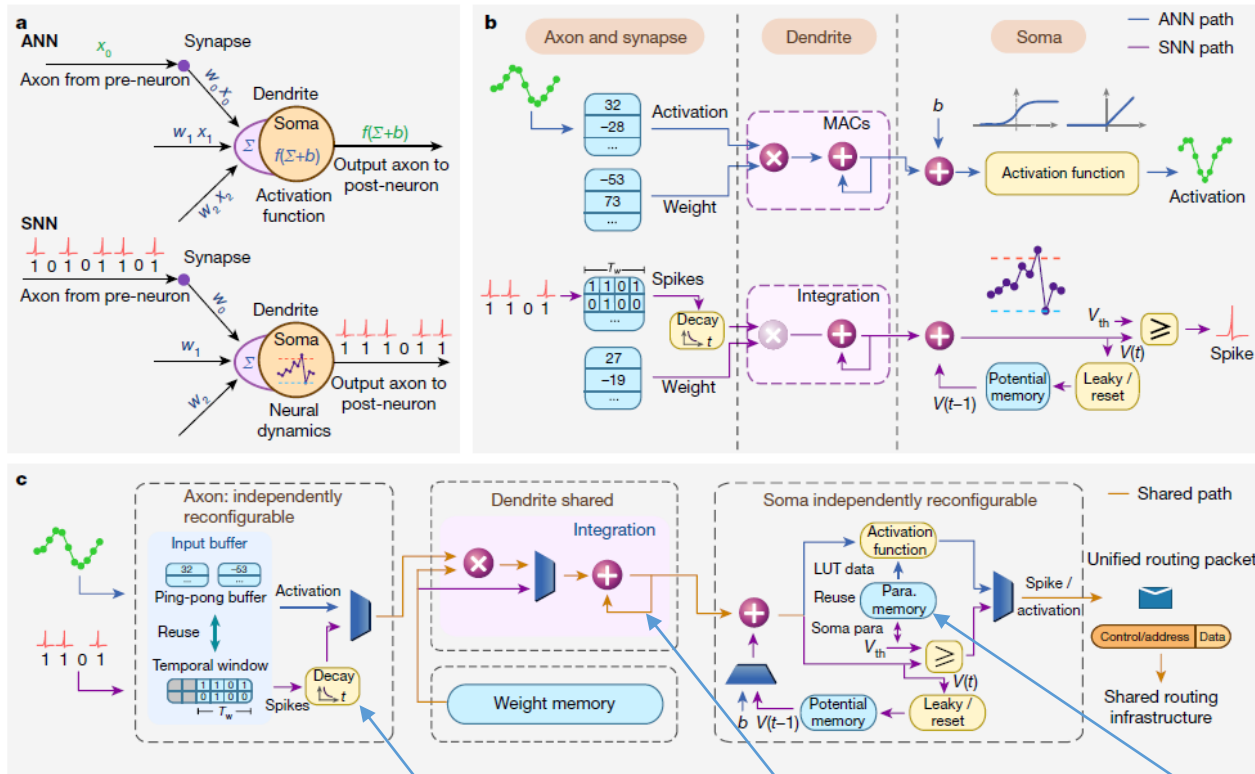 a
ANN
x₀
Synapse
Axon from pre-neuron
w₀ x₀
Dendrite
Soma
f(Σ+b)
w₁ x₁
Σ
f(Σ+b)
Output axon to
post-neuron
w₂ x₂
Activation
function
SNN
1 0 1 0 1 1 0 1
Synapse
Axon from pre-neuron
w₀
Dendrite
Soma
1 1 1 0 1 1
w₁
Σ
Output axon to
post-neuron
w₂
Neural
dynamics
b
Axon and synapse
Dendrite
Soma
ANN path
SNN path
32
−28
...
Activation
MACs
b
−53
73
...
Weight
Activation function
Activation
T_w
Spikes
1 1 0 1
1 1 0 1
0 1 0 0
...
Decay
t
Integration
V_th
⩾
V(t)
Spike
27
−19
...
Weight
V(t−1)
Potential
memory
Leaky /
reset
c
Axon: independently
reconfigurable
Dendrite shared
Soma independently reconfigurable
Shared path
Input buffer
32
...
−53
...
Ping-pong buffer
Activation
Reuse
Temporal window
1 1 0 1
0 1 0 0
T_w
Spikes
Decay
t
1 1 0 1
Integration
Weight memory
Activation
function
LUT data
Reuse
Para.
memory
Soma para
V_th
⩾
V(t)
b
V(t−1)
Potential
memory
Leaky /
reset
Spike /
activation
Unified routing packet
Control/address
Data
Shared routing
infrastructure